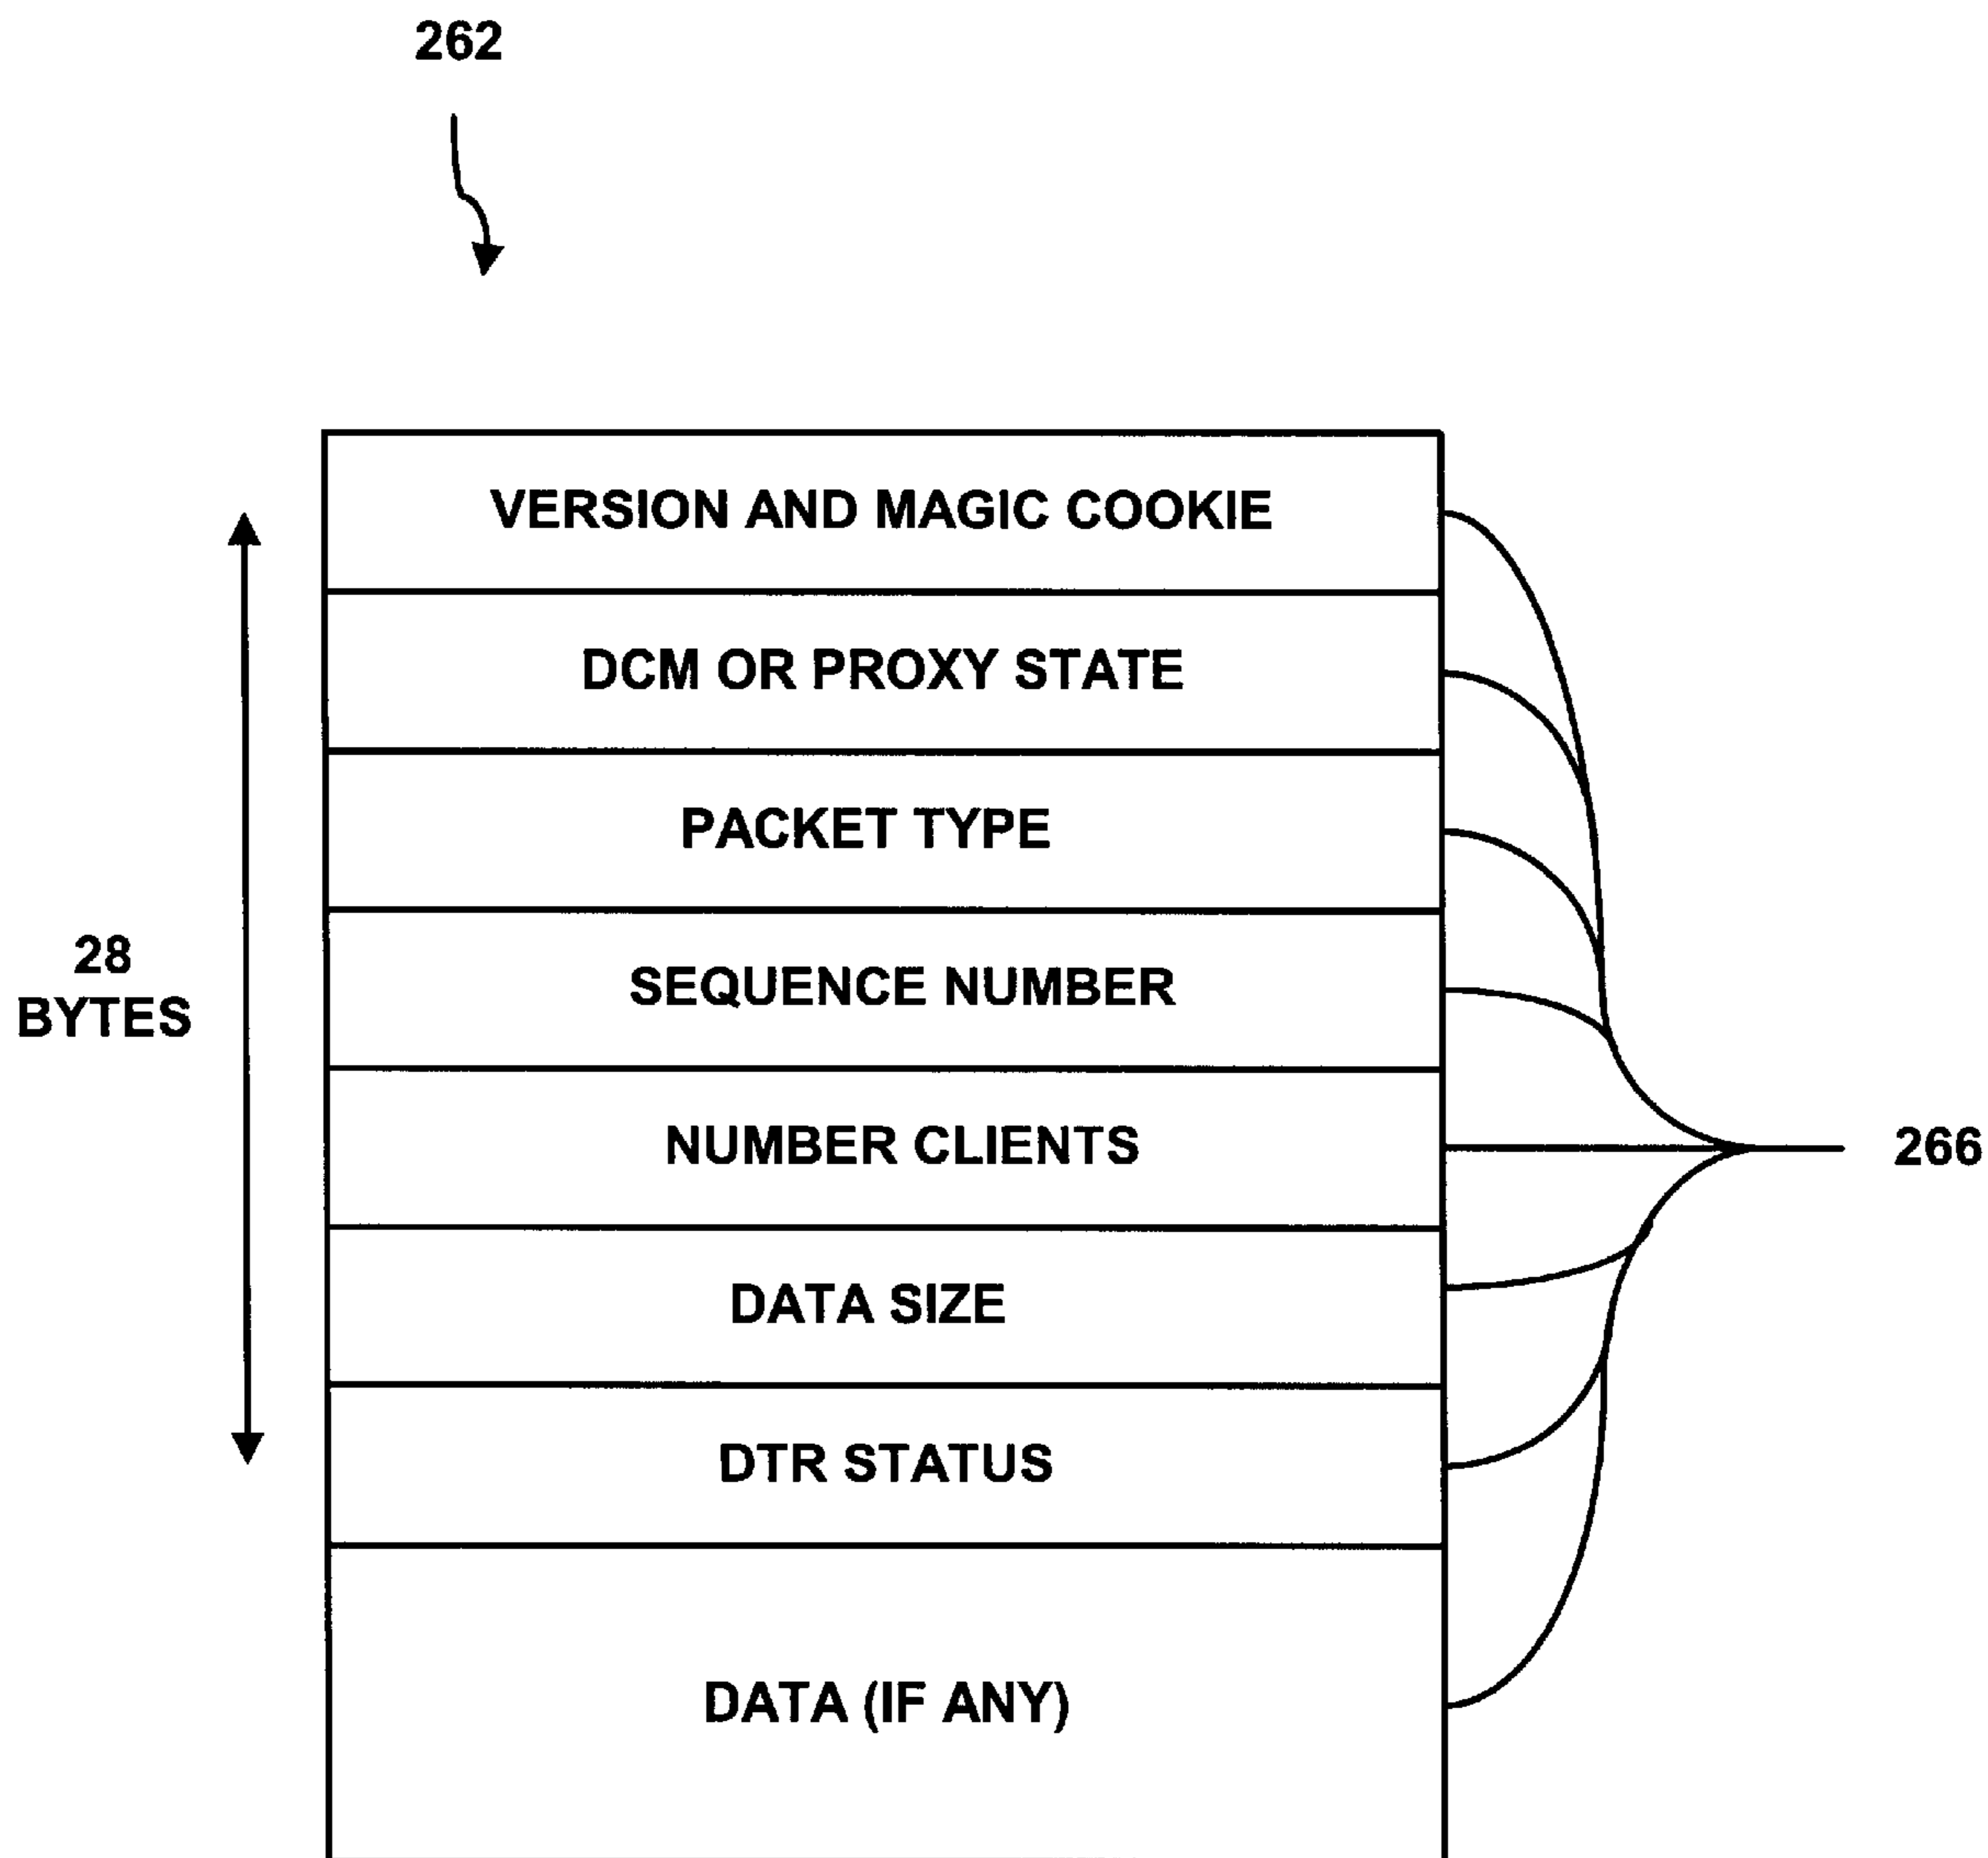 262
VERSION AND MAGIC COOKIE
DCM OR PROXY STATE
PACKET TYPE
28
BYTES
SEQUENCE NUMBER
NUMBER CLIENTS
266
DATA SIZE
DTR STATUS
DATA (IF ANY)